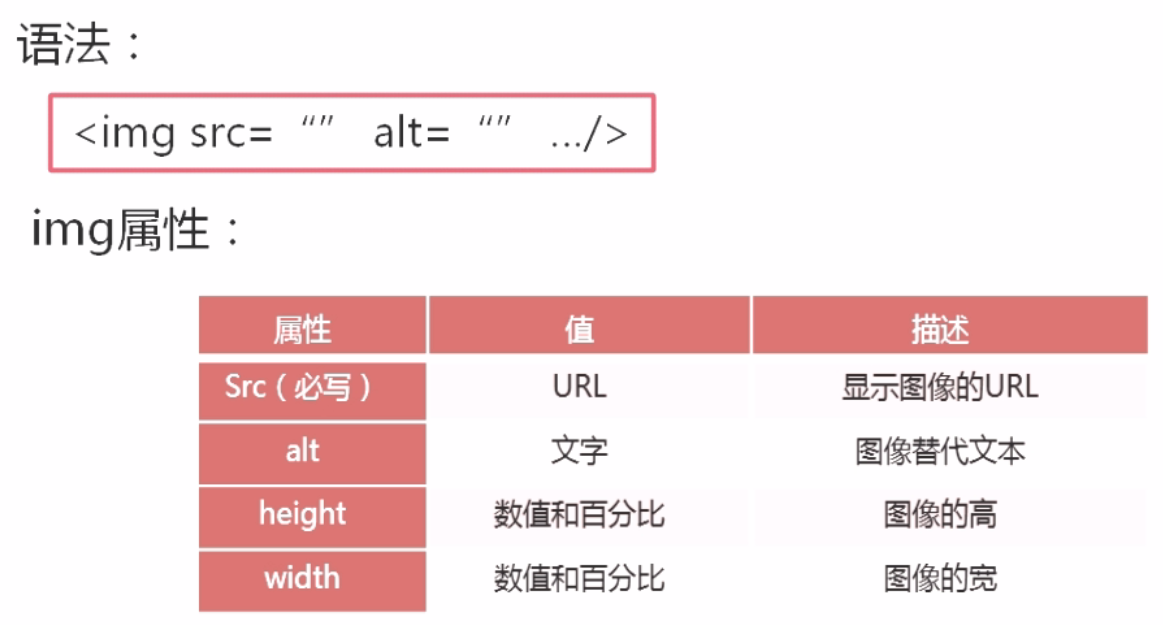 语法：
<img src= “” alt= “” .../>
img属性：
属性 值 描述
Src（必写） URL 显示图像的URL
alt 文字 图像替代文本
height 数值和百分比 图像的高
width 数值和百分比 图像的宽